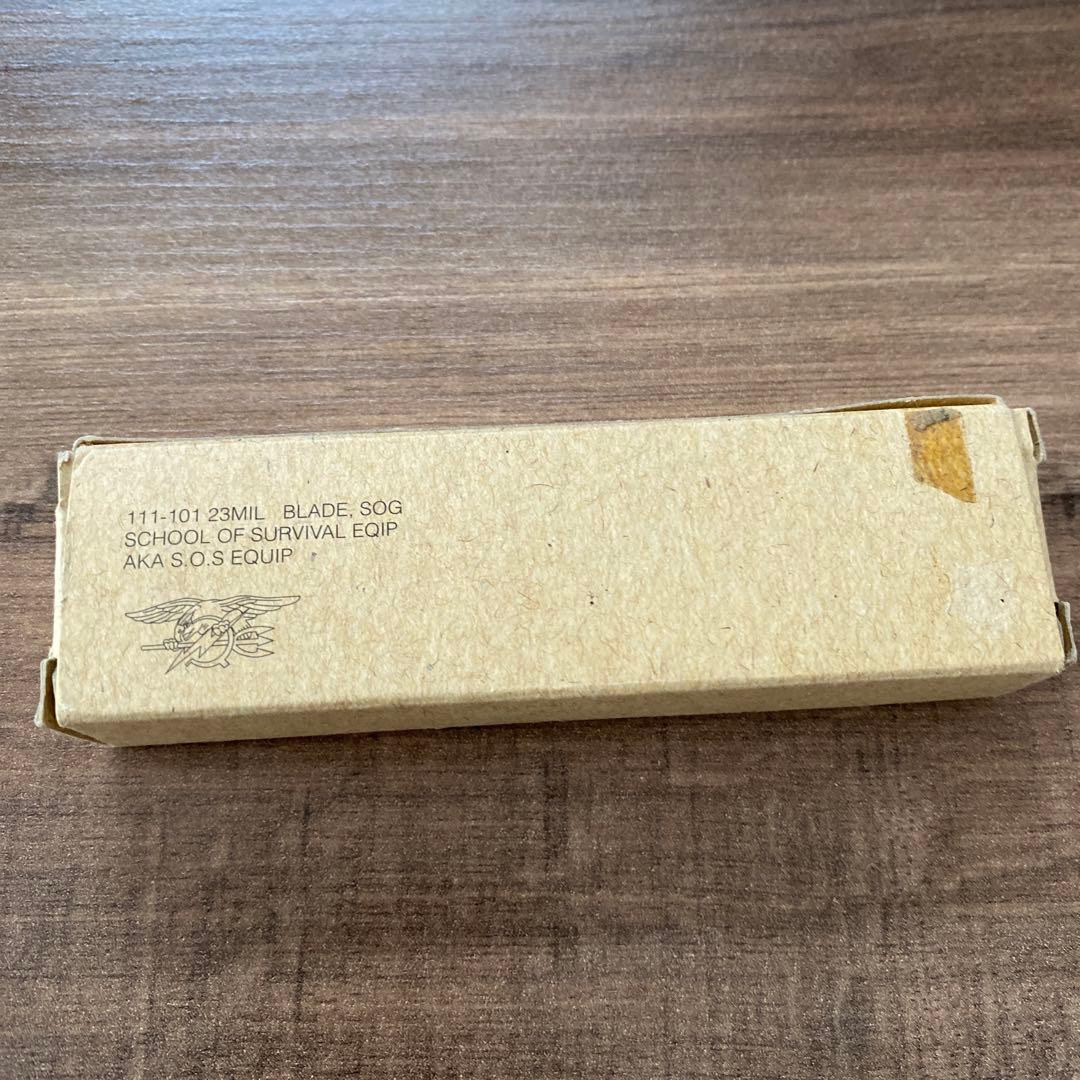 111-101 23MIL BLADE, SOG
SCHOOL OF SURVIVAL EQIP
AKA S.O.S EQUIP